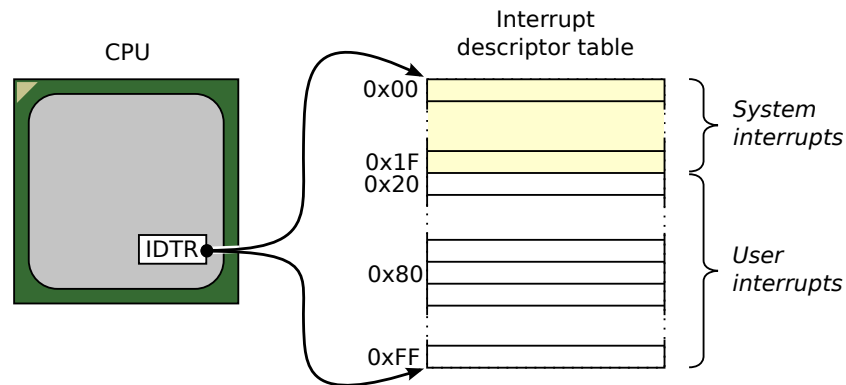 CPU
IDTR
Interrupt
descriptor table
0x00
0x1F
0x20
0x80
0xFF
System
interrupts
User
interrupts